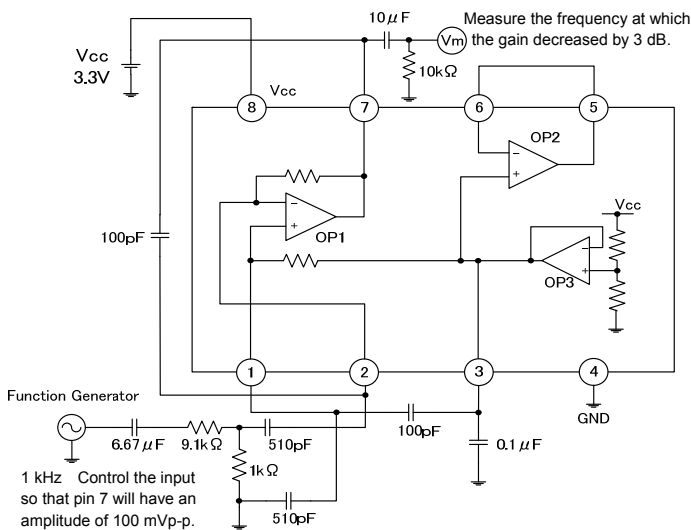 10μF
Measure the frequency at which
the gain decreased by 3 dB.
Vm
Vcc
3.3V
10kΩ
Vcc
8
7
6
5
OP2
-
+
100pF
-
+
OP1
Vcc
-
+
OP3
1
2
3
4
GND
Function Generator
6.67μF
9.1kΩ
510pF
100pF
0.1μF
1kΩ
510pF
1 kHz Control the input
so that pin 7 will have an
amplitude of 100 mVp-p.